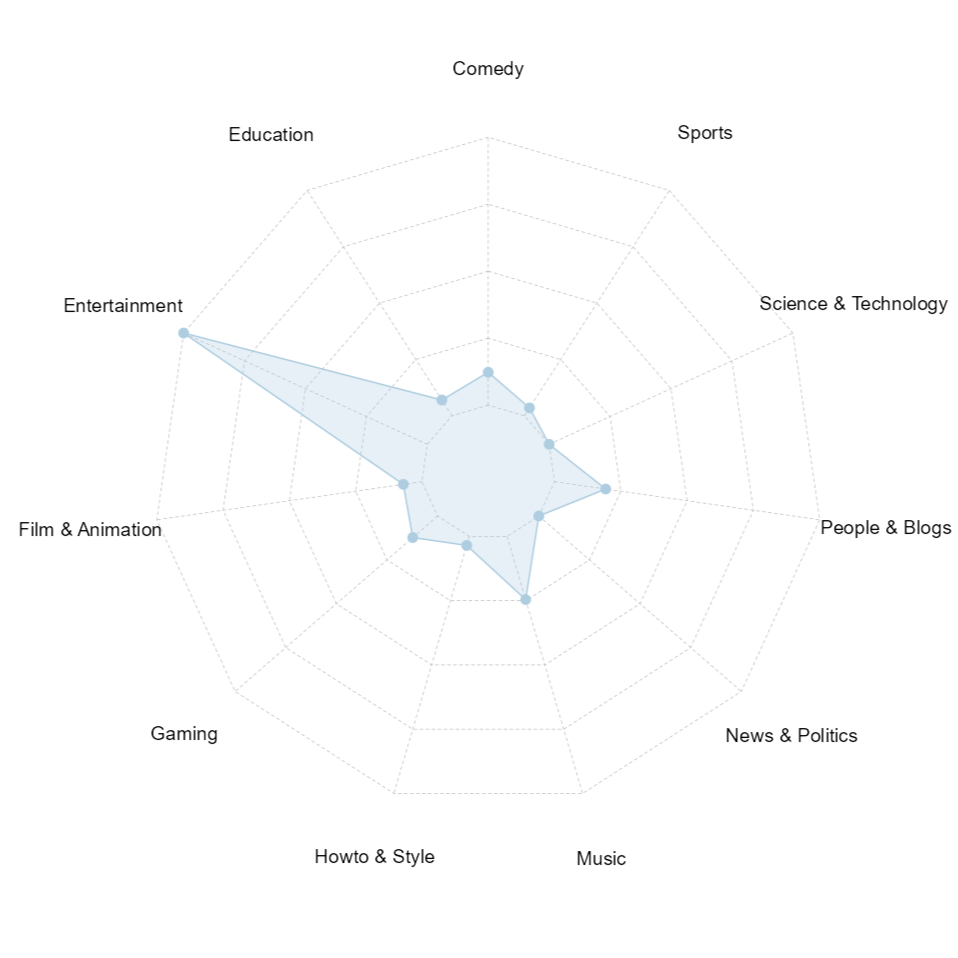 Comedy
Education
Sports
Entertainment
Science & Technology
Film & Animation
People & Blogs
Gaming
News & Politics
Howto & Style
Music